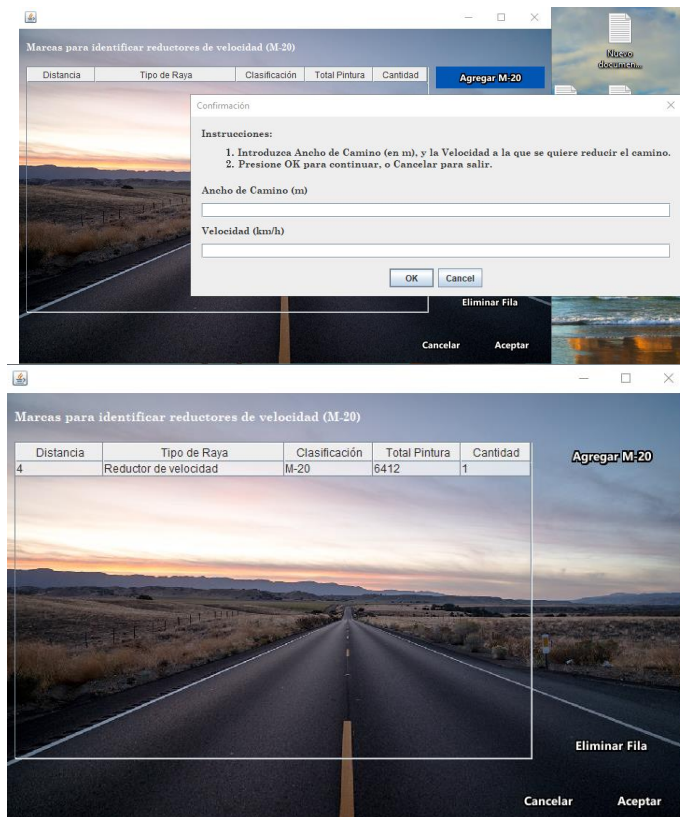 Marcas para identificar reductores de velocidad (M-20)
Distancia Tipo de Raya Clasificación Total Pintura Cantidad
Agregar M-20
Nuevo
documen...
Confirmación
Instrucciones:
1. Introduzca Ancho de Camino (en m), y la Velocidad a la que se quiere reducir el camino.
2. Presione OK para continuar, o Cancelar para salir.
Ancho de Camino (m)
Velocidad (km/h)
OK Cancel
Eliminar Fila
Cancelar Aceptar
Marcas para identificar reductores de velocidad (M-20)
Distancia Tipo de Raya Clasificación Total Pintura Cantidad
Agregar M-20
4 Reductor de velocidad M-20 6412 1
Eliminar Fila
Cancelar Aceptar